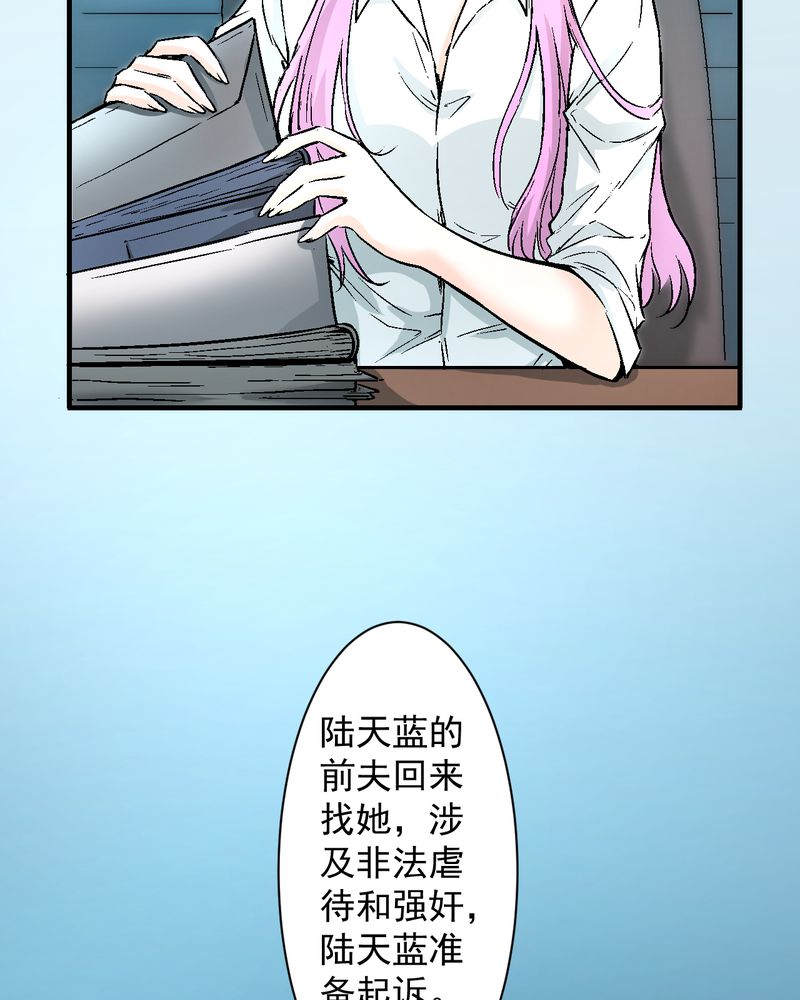 陆天蓝的
前夫回来
找她，涉
及非法虐
待和强奸，
陆天蓝准
备起诉。